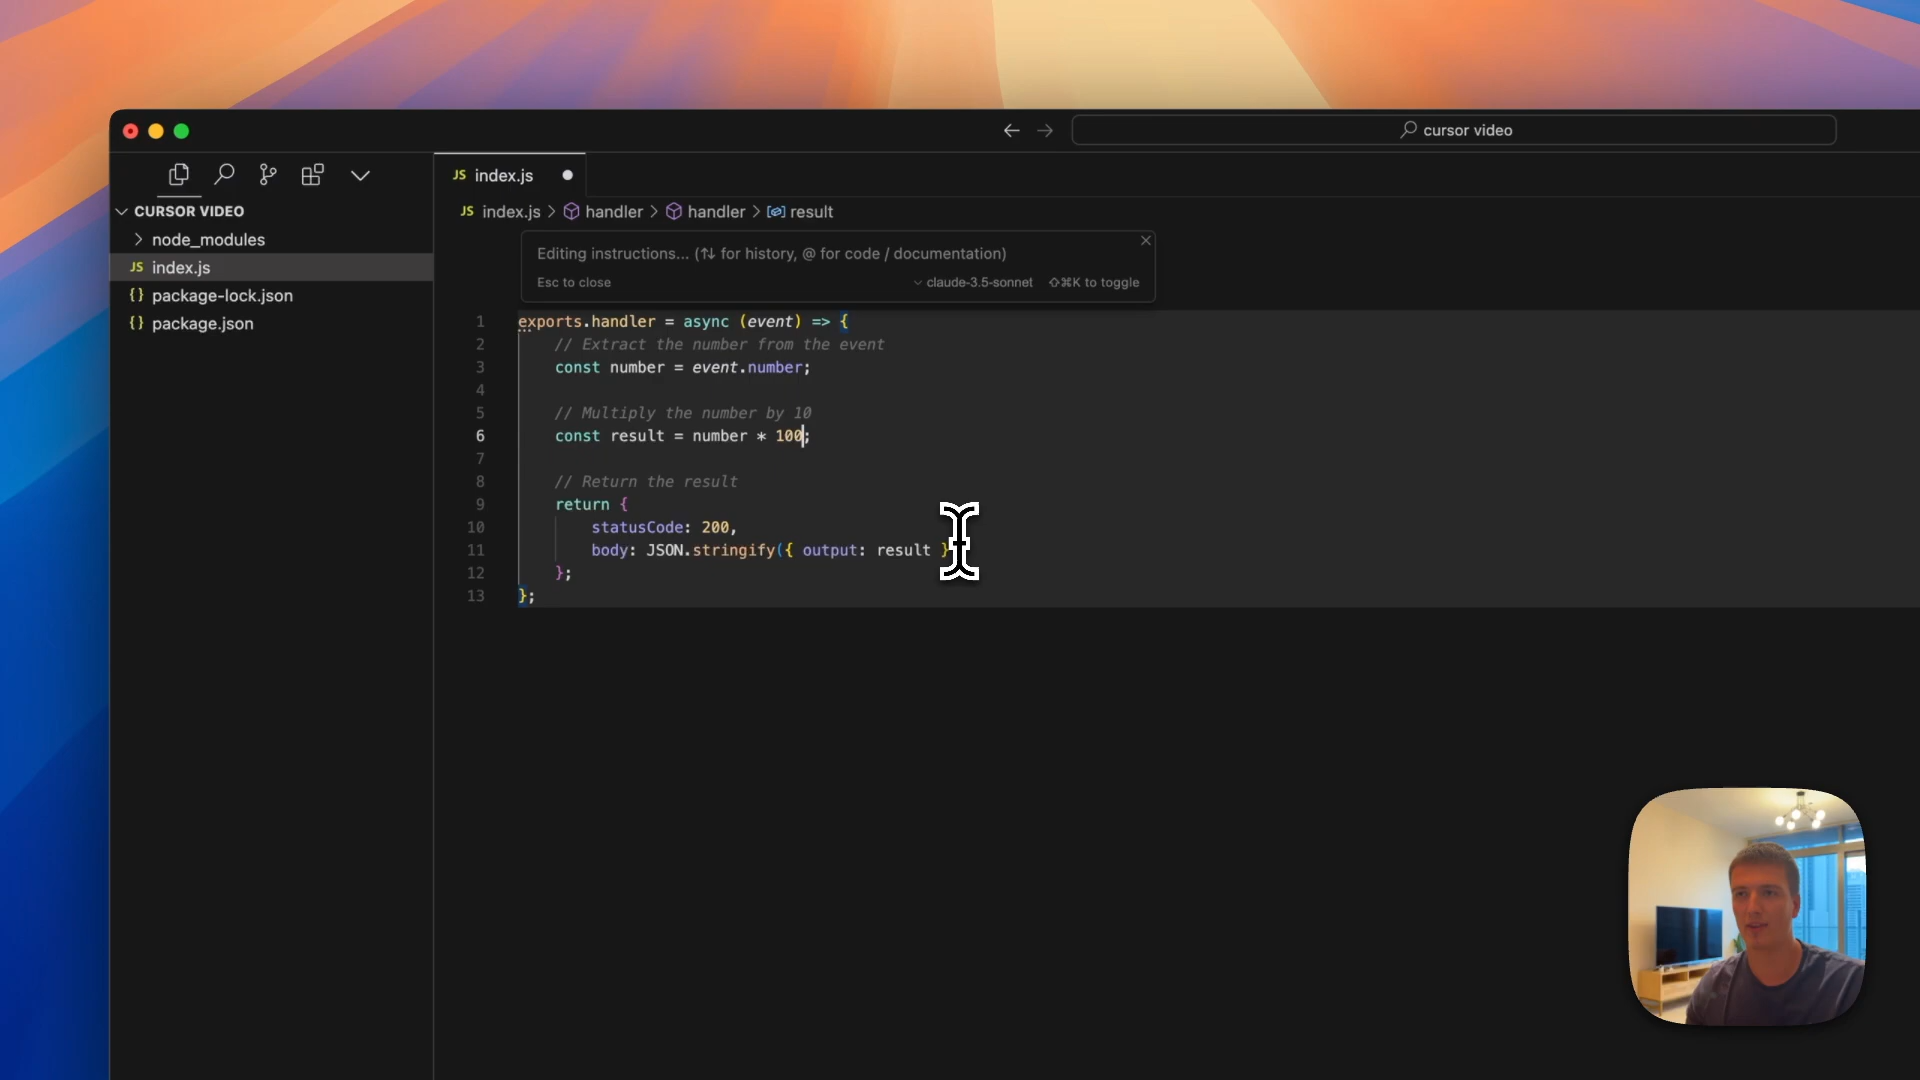 cursor video
JS index.js
CURSOR VIDEO
node_modules
JS index.js
{} package-lock.json
{} package.json
JS index.js > handler > handler > result
Editing instructions... (↑↓ for history, @ for code / documentation)
Esc to close claude-3.5-sonnet ⇧⌘K to toggle
1 exports.handler = async (event) => {
2 // Extract the number from the event
3 const number = event.number;
4
5 // Multiply the number by 10
6 const result = number * 100;
7
8 // Return the result
9 return {
10 statusCode: 200,
11 body: JSON.stringify({ output: result }
12 };
13 };